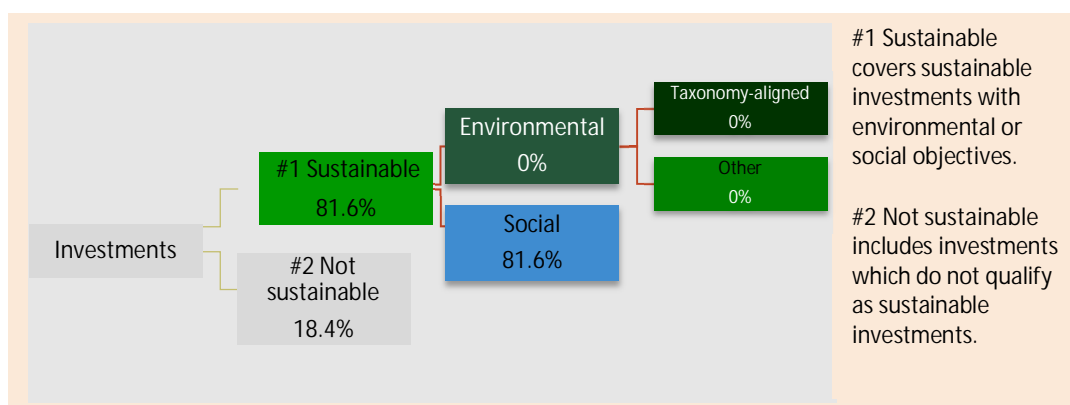 Investments
#1 Sustainable
81.6%
#2 Not
sustainable
18.4%
Environmental
0%
Social
81.6%
Taxonomy-aligned
0%
Other
0%
#1 Sustainable
covers sustainable
investments with
environmental or
social objectives.
#2 Not sustainable
includes investments
which do not qualify
as sustainable
investments.